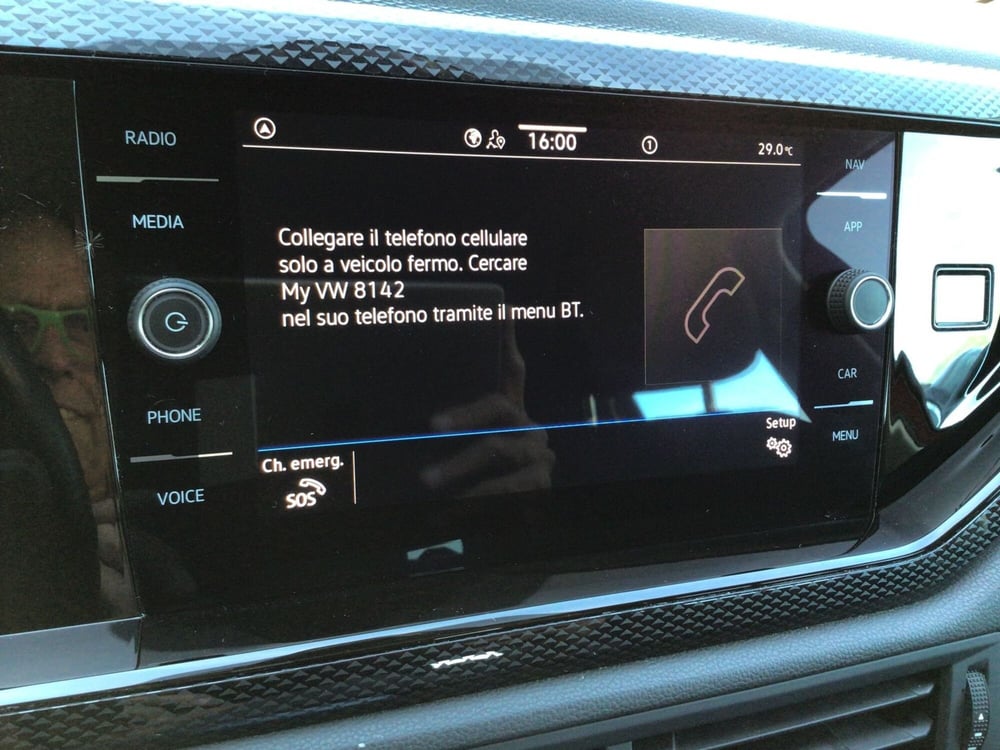 RADIO
MEDIA
PHONE
VOICE
16:00
1
29.0°C
Collegare il telefono cellulare
solo a veicolo fermo. Cercare
My VW 8142
nel suo telefono tramite il menu BT.
Ch. emerg.
SOS
Setup
NAV
APP
CAR
MENU